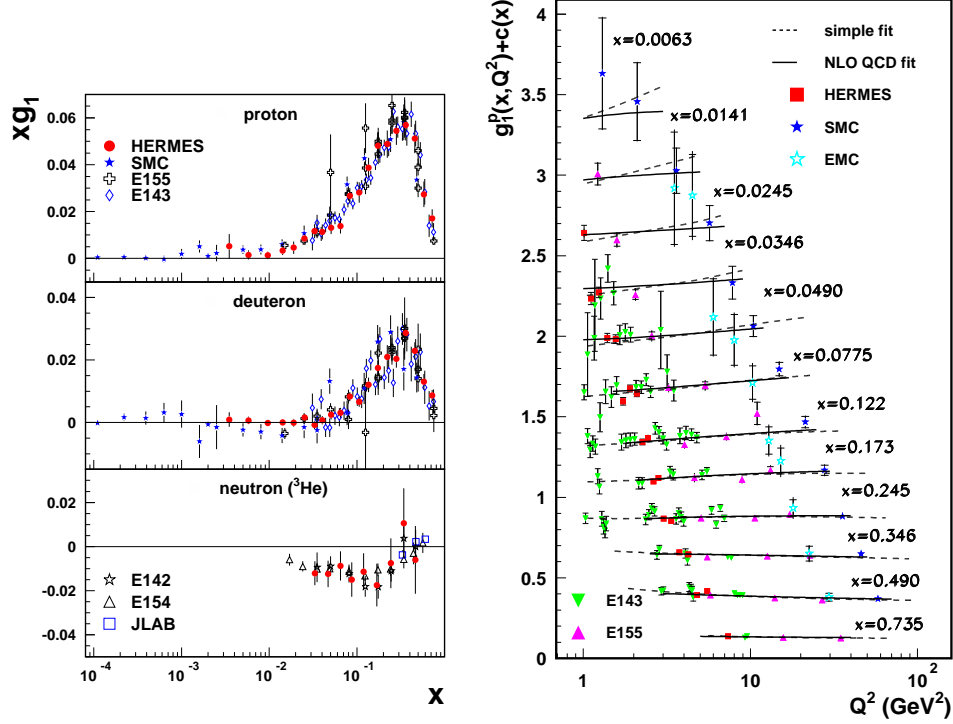 xg₁
proton
0.06
0.04
0.02
0
HERMES
SMC
E155
E143
deuteron
0.04
0.02
0
neutron (³He)
0.02
0
-0.02
-0.04
E142
E154
JLAB
10⁻⁴
10⁻³
10⁻²
10⁻¹
x
g₁ᵖ(x,Q²)+c(x)
4
3.5
3
2.5
2
1.5
1
0.5
0
simple fit
NLO QCD fit
HERMES
SMC
EMC
x=0.0063
x=0.0141
x=0.0245
x=0.0346
x=0.0490
x=0.0775
x=0.122
x=0.173
x=0.245
x=0.346
x=0.490
x=0.735
E143
E155
1
10
10²
Q² (GeV²)